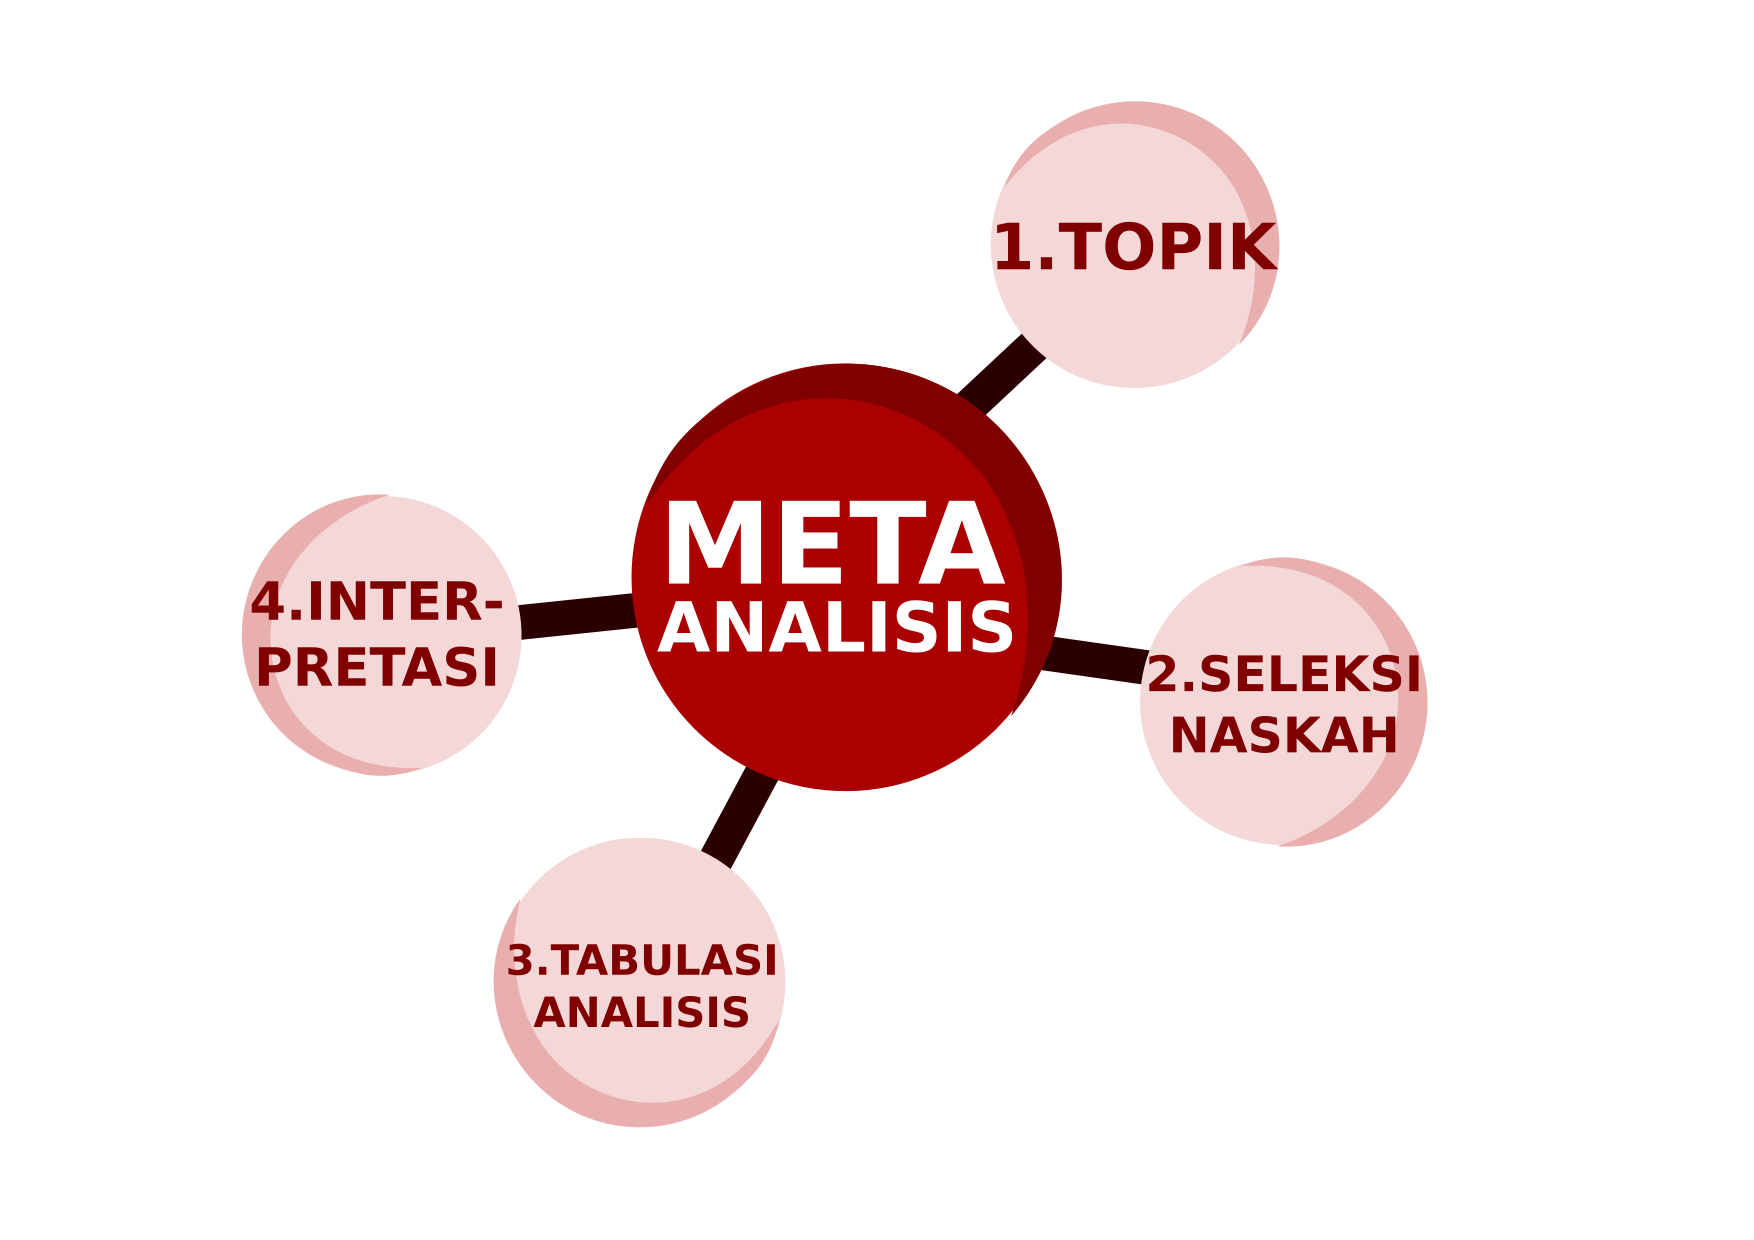 META
ANALISIS
1.TOPIK
2.SELEKSI
NASKAH
3.TABULASI
ANALISIS
4.INTER-
PRETASI